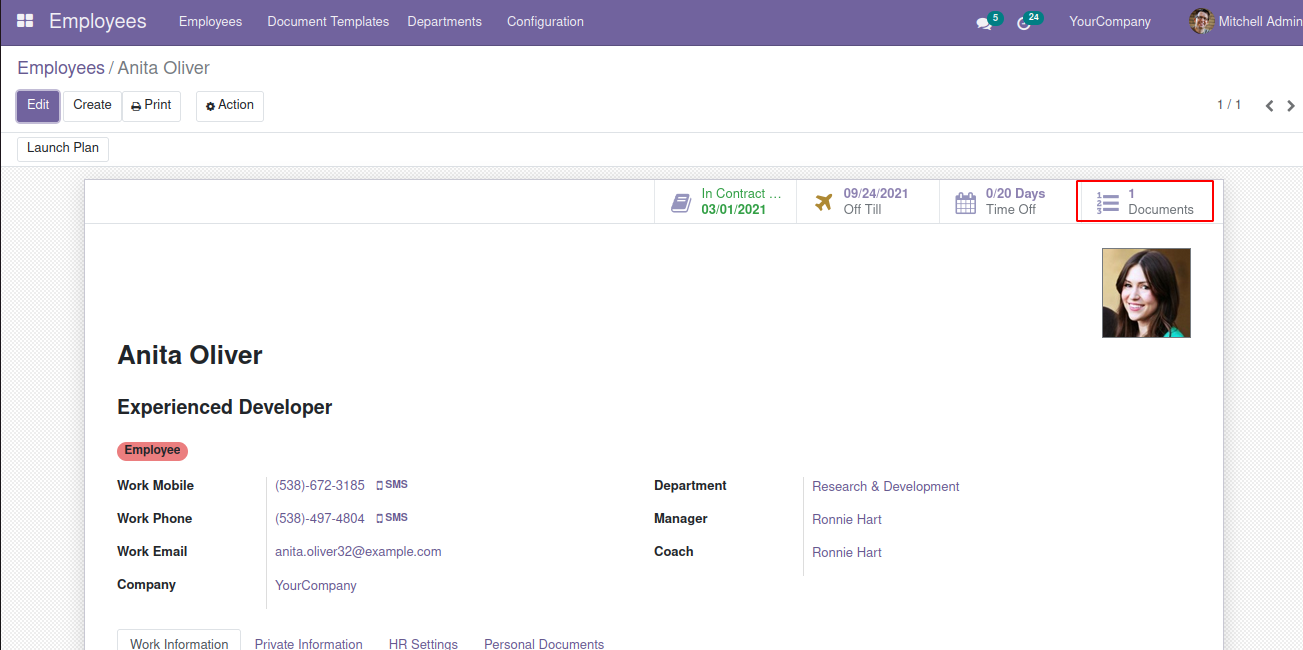 Employees Employees Document Templates Departments Configuration 5 24 YourCompany Mitchell Admin
Employees / Anita Oliver
Edit Create Print Action 1 / 1
Launch Plan
In Contract ... 09/24/2021 0/20 Days 1
03/01/2021 Off Till Time Off Documents
Anita Oliver
Experienced Developer
Employee
Work Mobile (538)-672-3185 SMS Department Research & Development
Work Phone (538)-497-4804 SMS Manager Ronnie Hart
Work Email anita.oliver32@example.com Coach Ronnie Hart
Company YourCompany
Work Information Private Information HR Settings Personal Documents